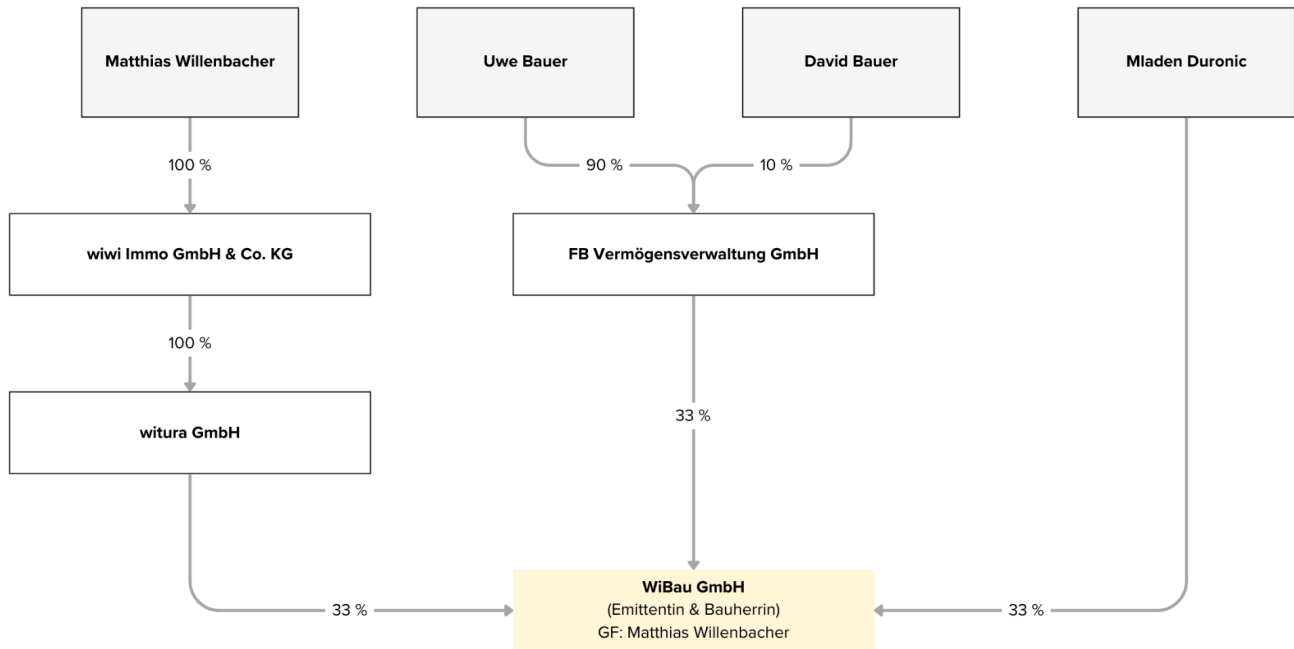 Matthias Willenbacher
Uwe Bauer
David Bauer
Mladen Duronic
100 %
90 %
10 %
wiwi Immo GmbH & Co. KG
FB Vermögensverwaltung GmbH
100 %
witura GmbH
33 %
WiBau GmbH
(Emittentin & Bauherrin)
GF: Matthias Willenbacher
33 %
33 %